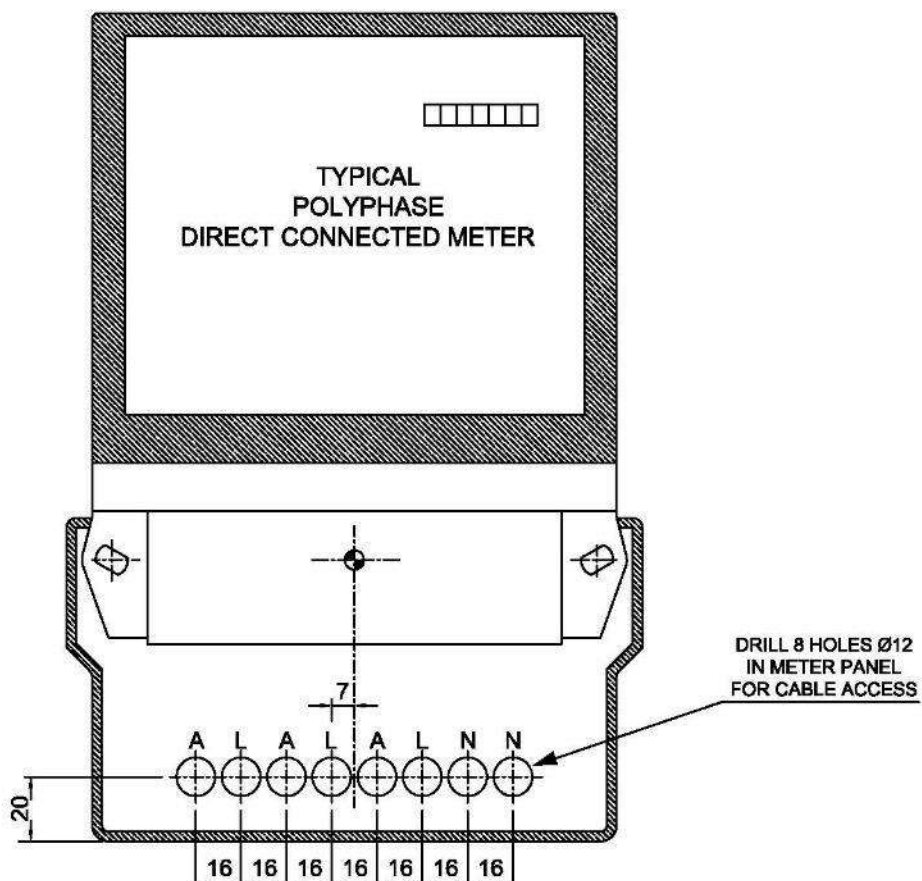 TYPICAL
POLYPHASE
DIRECT CONNECTED METER
DRILL 8 HOLES Ø12
IN METER PANEL
FOR CABLE ACCESS
7
A L A L A L N N
20
16 16 16 16 16 16 16